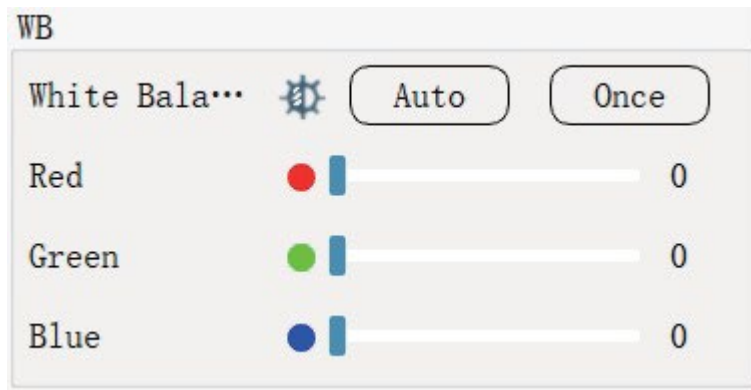 WB
White Bala… Auto Once
Red 0
Green 0
Blue 0